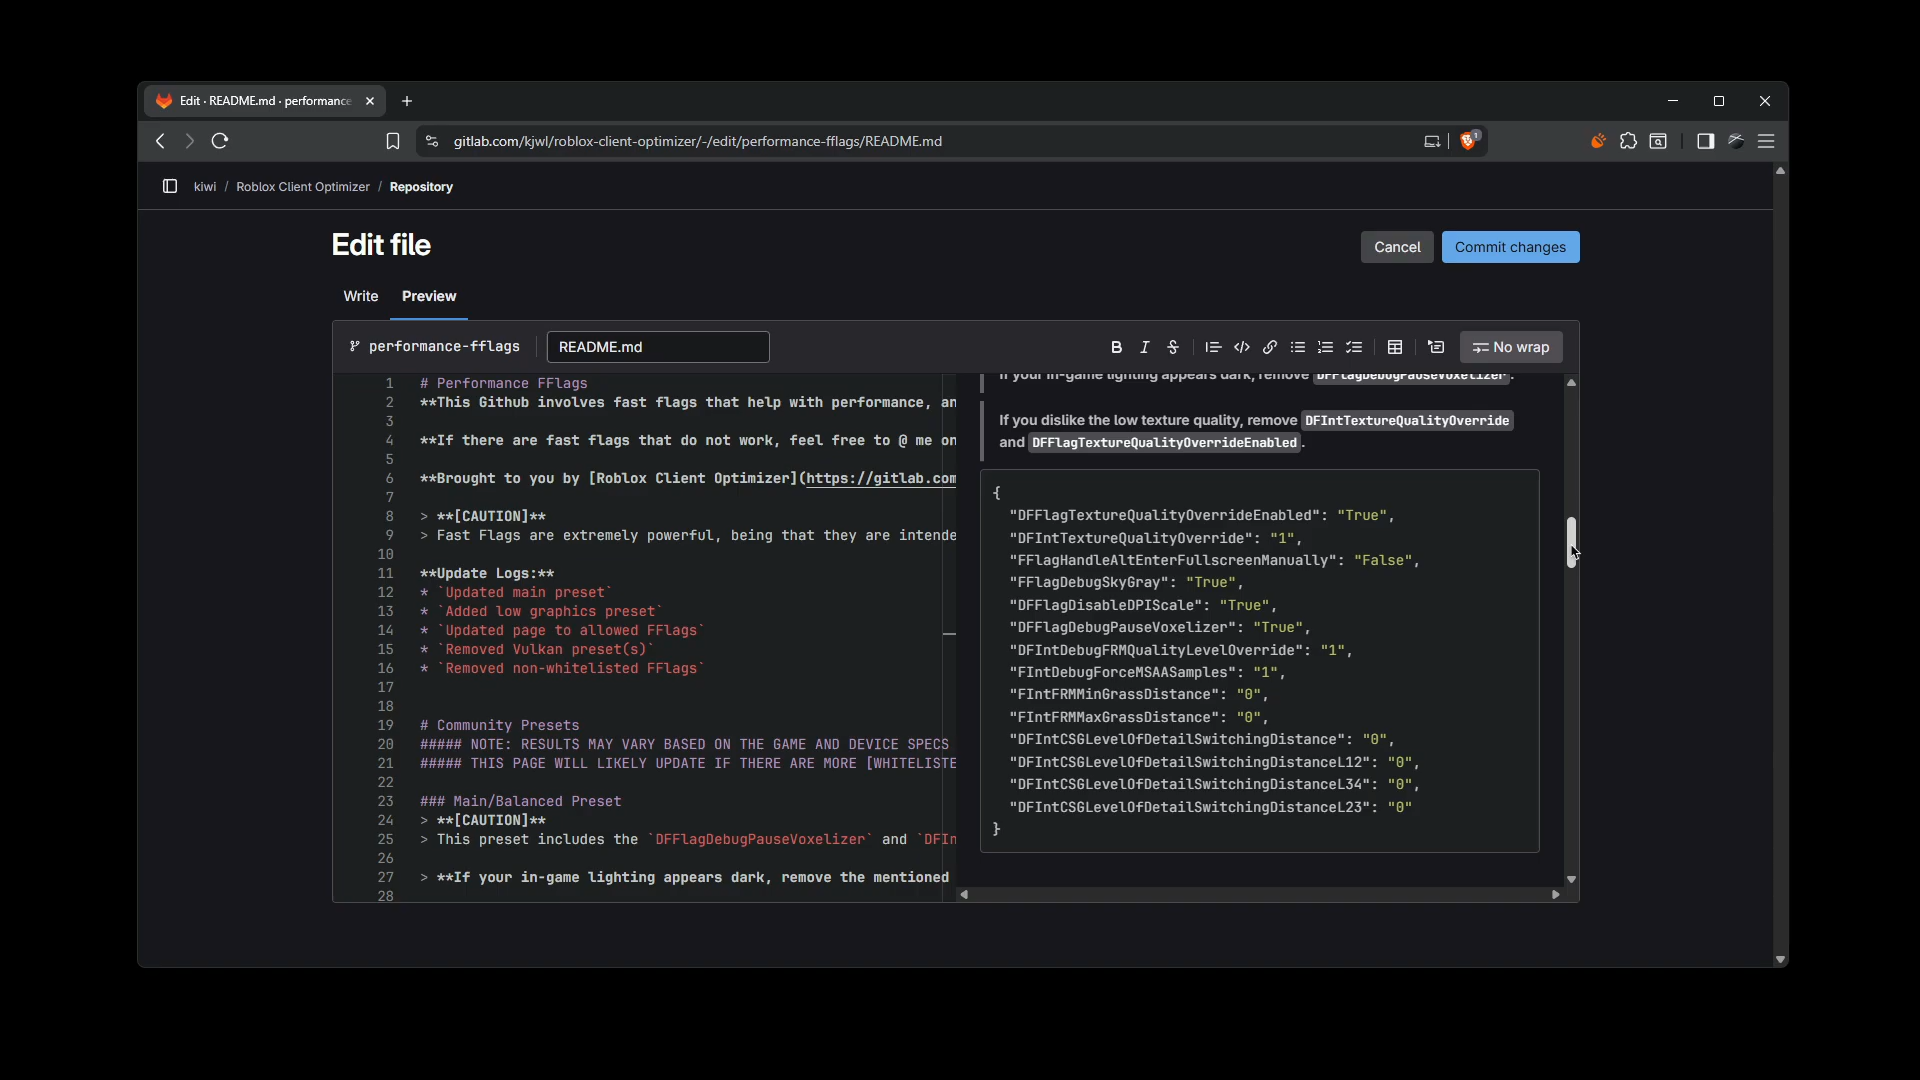 Edit · README.md · performance
gitlab.com/kjwl/roblox-client-optimizer/-/edit/performance-fflags/README.md
1
kiwi / Roblox Client Optimizer / Repository
Edit file
Cancel
Commit changes
Write
Preview
performance-fflags
README.md
No wrap
1 # Performance FFlags
2 **This Github involves fast flags that help with performance, an
3
4 **If there are fast flags that do not work, feel free to @ me on
5
6 **Brought to you by [Roblox Client Optimizer](https://gitlab.com
7
8 > **[CAUTION]**
9 > Fast Flags are extremely powerful, being that they are intende
10
11 **Update Logs:**
12 * `Updated main preset`
13 * `Added low graphics preset`
14 * `Updated page to allowed FFlags`
15 * `Removed Vulkan preset(s)`
16 * `Removed non-whitelisted FFlags`
17
18
19 # Community Presets
20 ##### NOTE: RESULTS MAY VARY BASED ON THE GAME AND DEVICE SPECS
21 ##### THIS PAGE WILL LIKELY UPDATE IF THERE ARE MORE [WHITELISTE
22
23 ### Main/Balanced Preset
24 > **[CAUTION]**
25 > This preset includes the `DFFlagDebugPauseVoxelizer` and `DFIn
26
27 > **If your in-game lighting appears dark, remove the mentioned
28
If your in-game lighting appears dark, remove DFFlagDebugPauseVoxelizer.
If you dislike the low texture quality, remove DFIntTextureQualityOverride
and DFFlagTextureQualityOverrideEnabled.
{
"DFFlagTextureQualityOverrideEnabled": "True",
"DFIntTextureQualityOverride": "1",
"FFlagHandleAltEnterFullscreenManually": "False",
"FFlagDebugSkyGray": "True",
"DFFlagDisableDPIScale": "True",
"DFFlagDebugPauseVoxelizer": "True",
"DFIntDebugFRMQualityLevelOverride": "1",
"FIntDebugForceMSAASamples": "1",
"FIntFRMMinGrassDistance": "0",
"FIntFRMMaxGrassDistance": "0",
"DFIntCSGLevelOfDetailSwitchingDistance": "0",
"DFIntCSGLevelOfDetailSwitchingDistanceL12": "0",
"DFIntCSGLevelOfDetailSwitchingDistanceL34": "0",
"DFIntCSGLevelOfDetailSwitchingDistanceL23": "0"
}